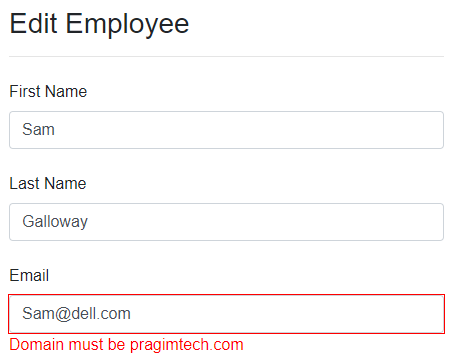 Edit Employee
First Name
Sam
Last Name
Galloway
Email
Sam@dell.com
Domain must be pragimtech.com